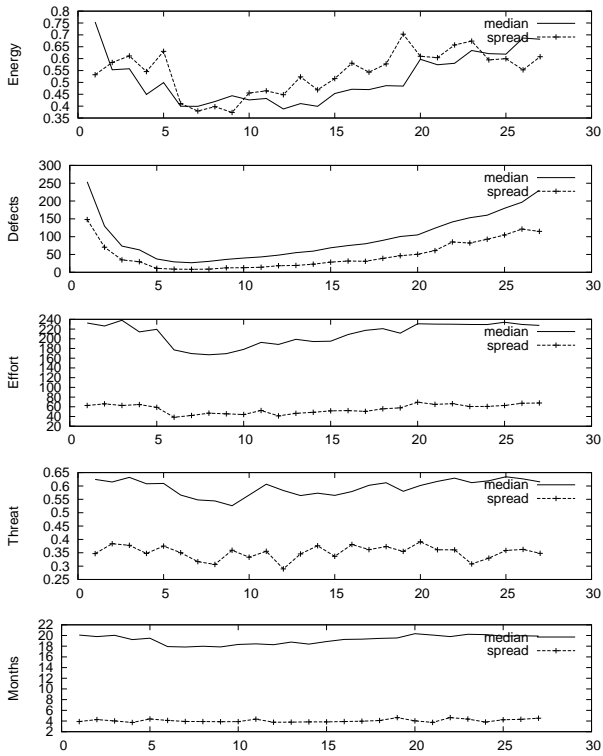 0.8
0.75
0.7
0.65
0.6
0.55
0.5
0.45
0.4
0.35
Energy
median
spread
0 5 10 15 20 25 30
300
250
200
150
100
50
0
Defects
median
spread
0 5 10 15 20 25 30
240
220
200
180
160
140
120
100
80
60
40
20
Effort
median
spread
0 5 10 15 20 25 30
0.65
0.6
0.55
0.5
0.45
0.4
0.35
0.3
0.25
Threat
median
spread
0 5 10 15 20 25 30
22
20
18
16
14
12
10
8
6
4
2
Months
median
spread
0 5 10 15 20 25 30